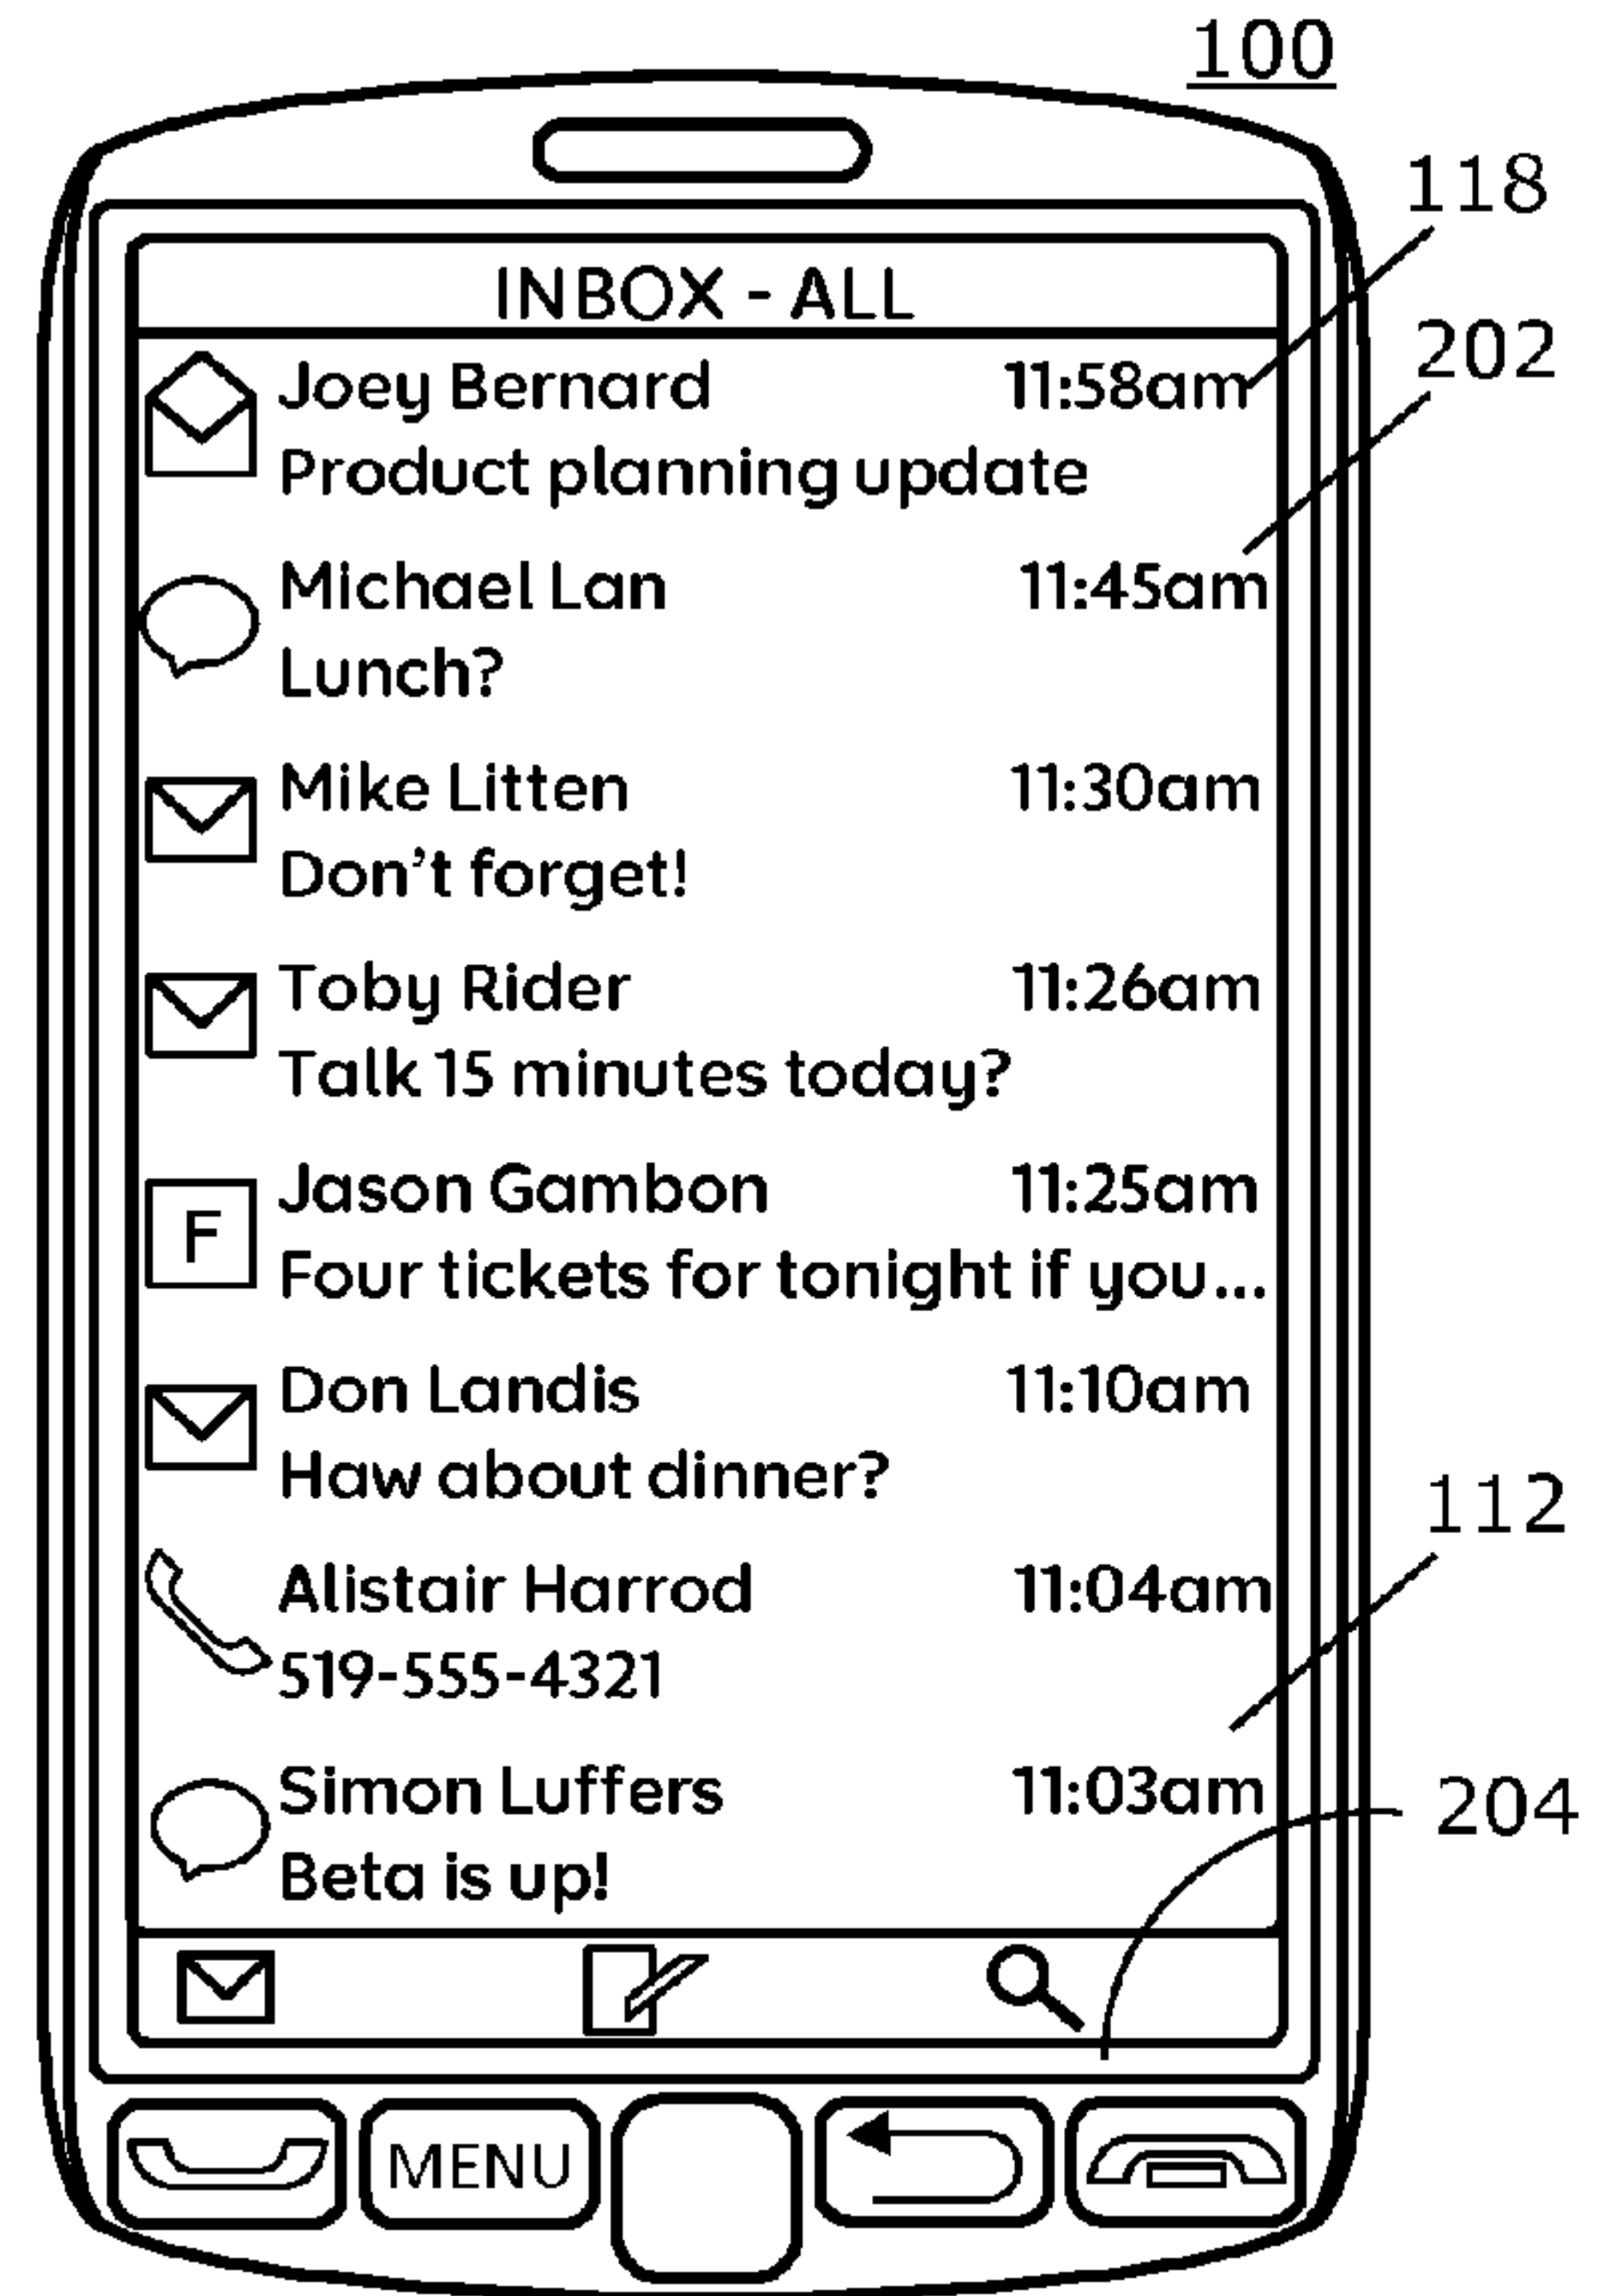 100
118
INBOX - ALL
202
Joey Bernard 11:58am
Product planning update
Michael Lan 11:45am
Lunch?
Mike Litten 11:30am
Don't forget!
Toby Rider 11:26am
Talk 15 minutes today?
Jason Gambon 11:25am
F
Four tickets for tonight if you...
Don Landis 11:10am
Haw about dinner?
112
Alistair Harrod 11:04am
519-555-4321
Simon Luffers 11:03am
204
Beta is up!
MENU